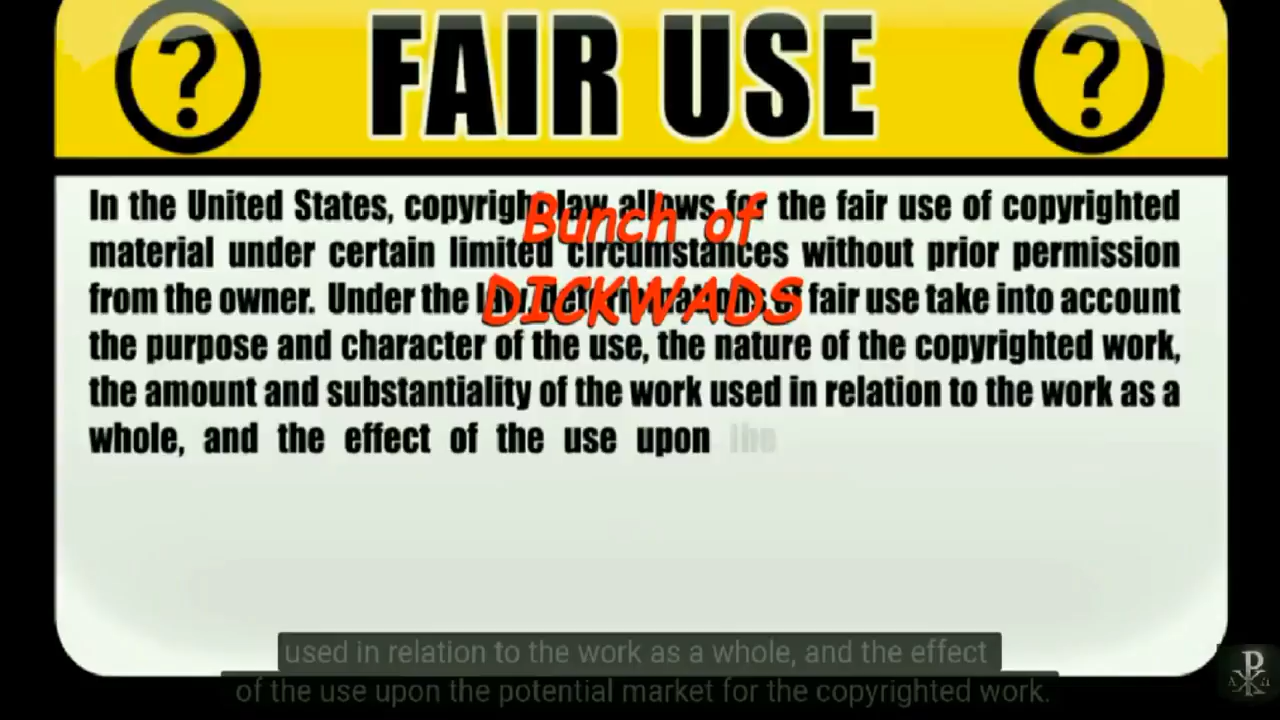 ? FAIR USE ?
In the United States, copyright law allows for the fair use of copyrighted
Bunch of
material under certain limited circumstances without prior permission
from the owner. Under the law, determinations of fair use take into account
DICKWADS
the purpose and character of the use, the nature of the copyrighted work,
the amount and substantiality of the work used in relation to the work as a
whole, and the effect of the use upon the
used in relation to the work as a whole, and the effect
of the use upon the potential market for the copyrighted work.